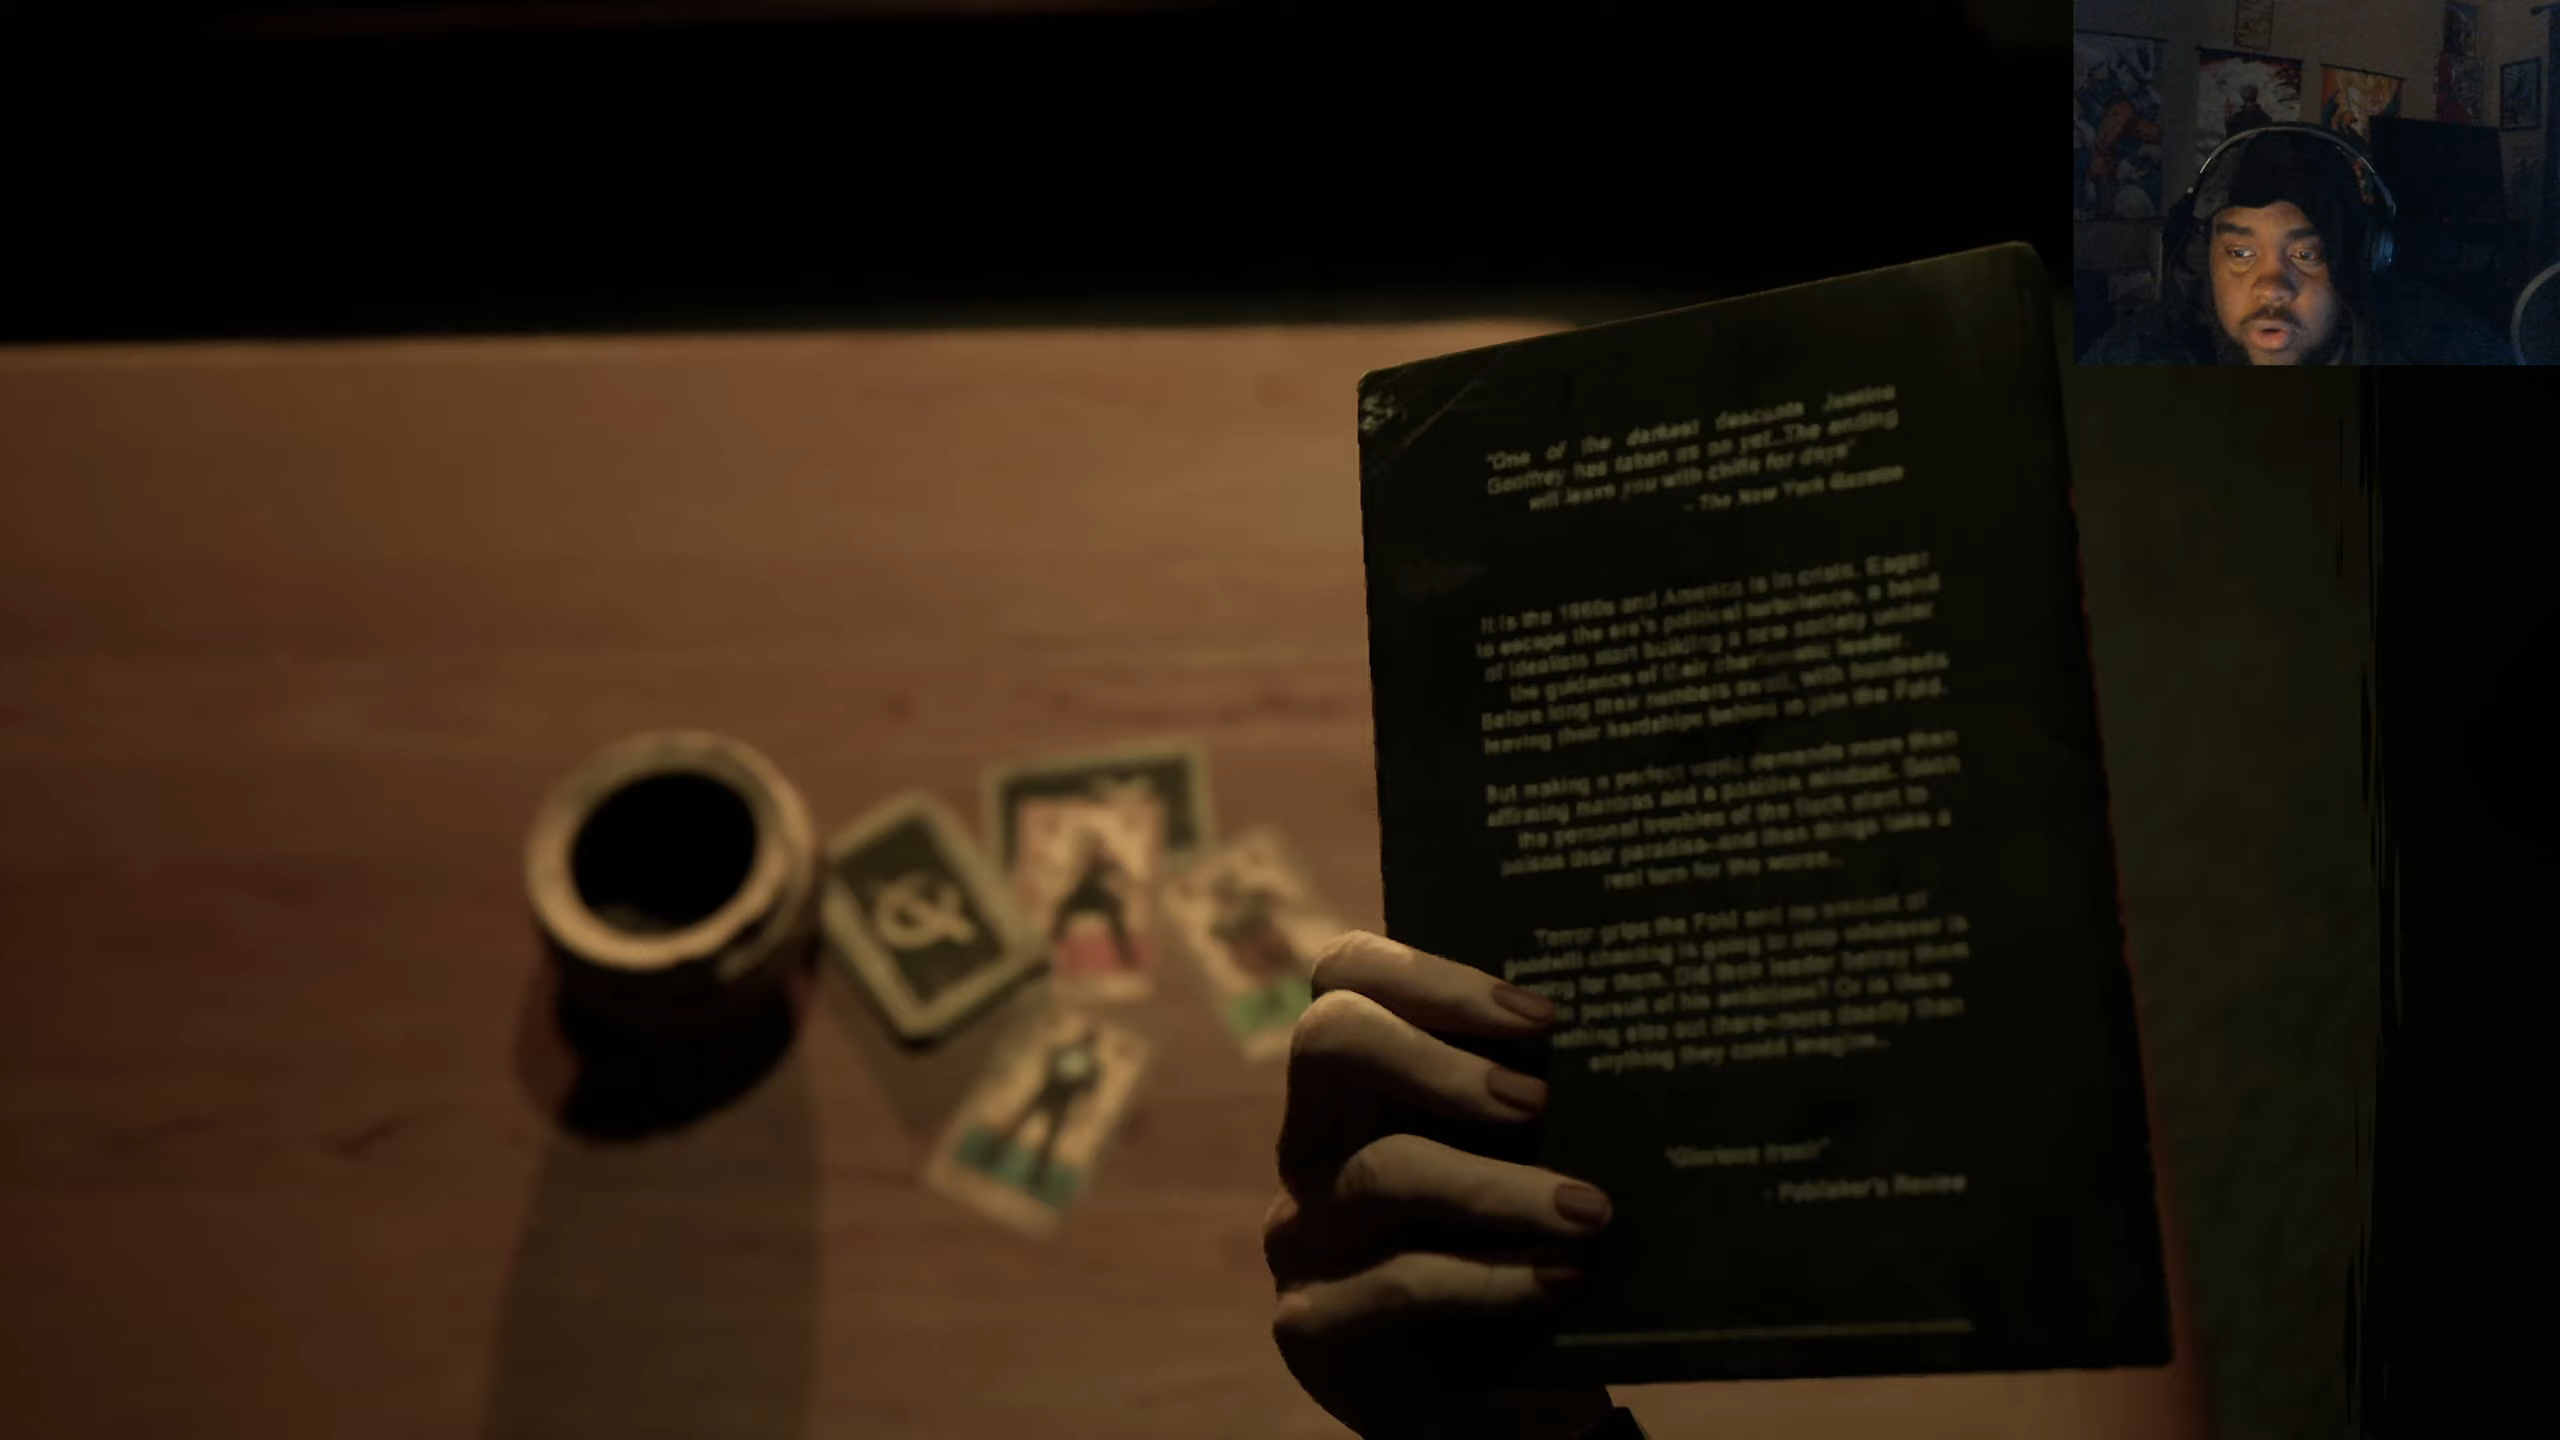 "One of the darkest descents Justine
Geoffrey has taken us on yet...The ending
will leave you with chills for days"
- The New York Gazette
It is the 1960s and America is in crisis. Eager
to escape the era's political turbulence, a band
of idealists start building a new society under
the guidance of their charismatic leader.
Before long their numbers swell, with hundreds
leaving their hardships behind to join the Fold.
But making a perfect world demands more than
affirming mantras and a positive mindset. Soon
the personal troubles of the flock start to
poison their paradise–and then things take a
real turn for the worse...
Terror grips the Fold and no amount of
goodwill chanting is going to stop whatever is
for them. Did their leader betray them
pursuit of his ambitions? Or is there
else out there–more deadly than
anything they could imagine...
"Glorious trash"
- Publisher's Review